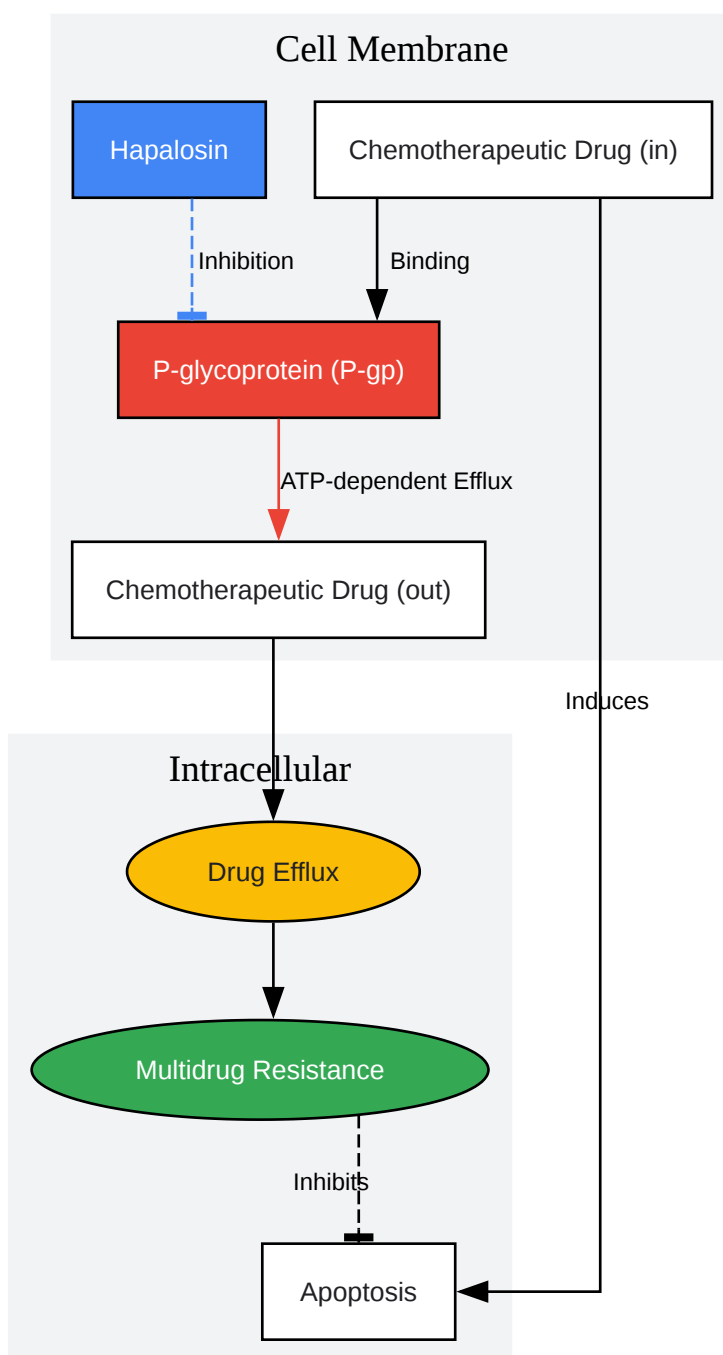 Cell Membrane
Hapalosin
Chemotherapeutic Drug (in)
Inhibition
Binding
P-glycoprotein (P-gp)
ATP-dependent Efflux
Chemotherapeutic Drug (out)
Induces
Intracellular
Drug Efflux
Multidrug Resistance
Inhibits
Apoptosis